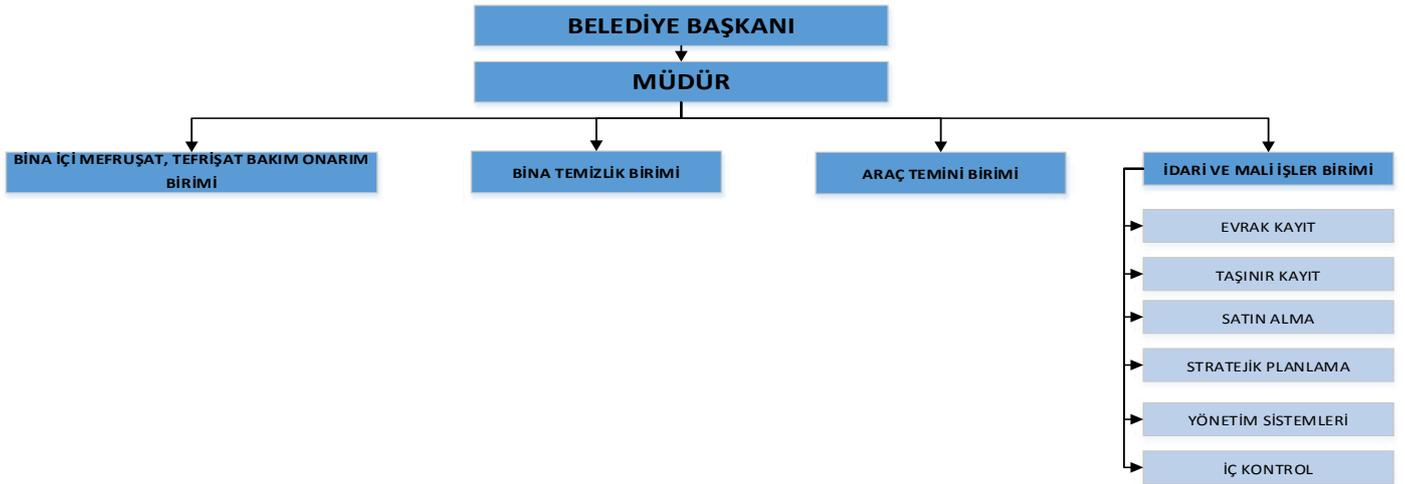 BELEDİYE BAŞKANI
MÜDÜR
BİNA İÇİ MEFRUŞAT, TEFRİŞAT BAKIM ONARIM
BİRİMİ
BİNA TEMİZLİK BİRİMİ
ARAÇ TEMİNİ BİRİMİ
İDARİ VE MALİ İŞLER BİRİMİ
EVRAK KAYIT
TAŞINIR KAYIT
SATIN ALMA
STRATEJİK PLANLAMA
YÖNETİM SİSTEMLERİ
İÇ KONTROL